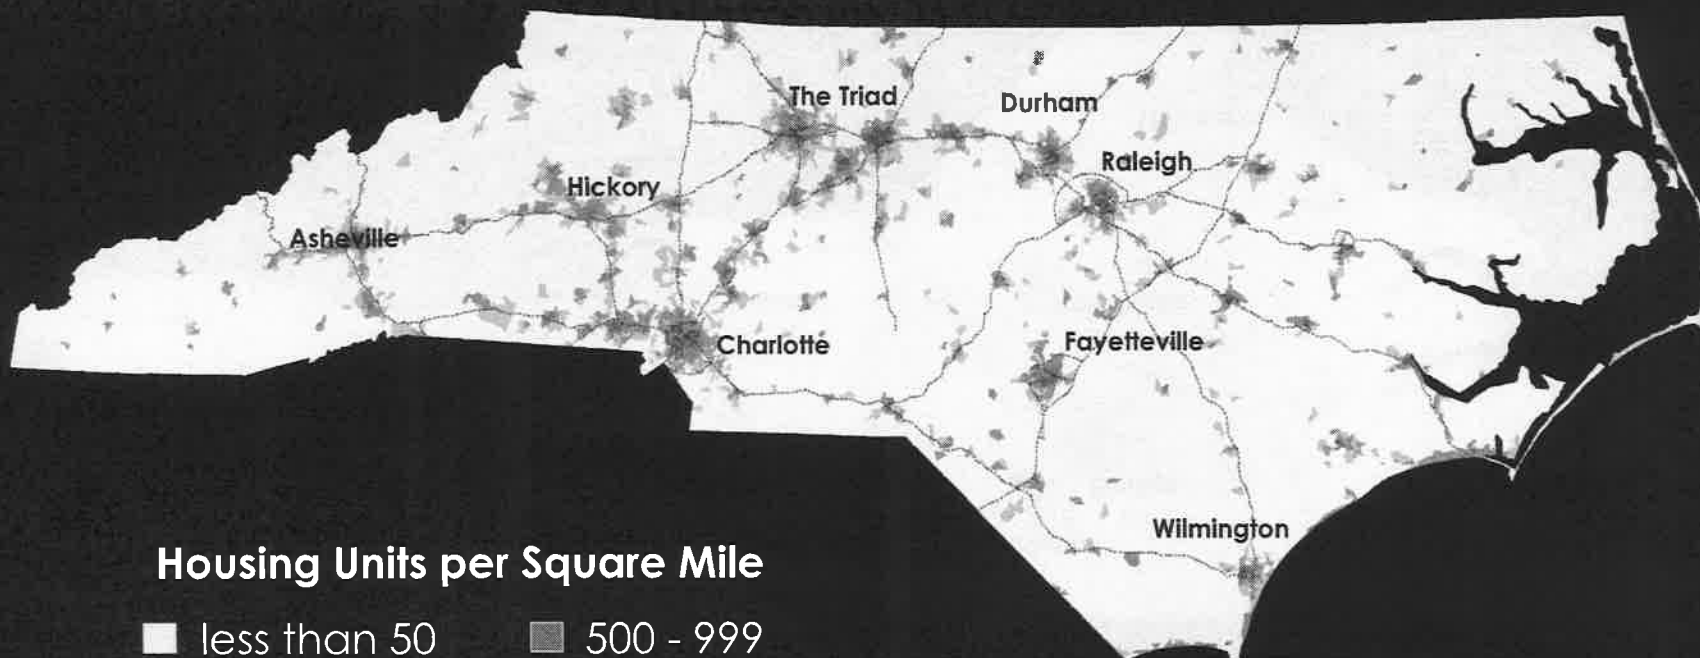 The Triad
Durham
Raleigh
Hickory
Asheville
Charlotte
Fayetteville
Wilmington
Housing Units per Square Mile
less than 50
500 - 999